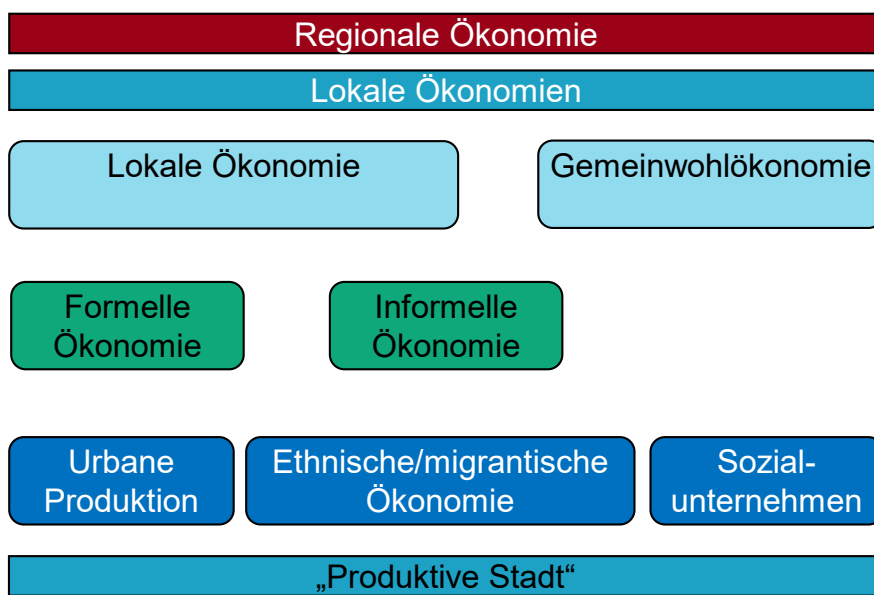 Regionale Ökonomie
Lokale Ökonomien
Lokale Ökonomie
Gemeinwohlökonomie
Formelle
Ökonomie
Informelle
Ökonomie
Urbane
Produktion
Ethnische/migrantische
Ökonomie
Sozial-
unternehmen
„Produktive Stadt“